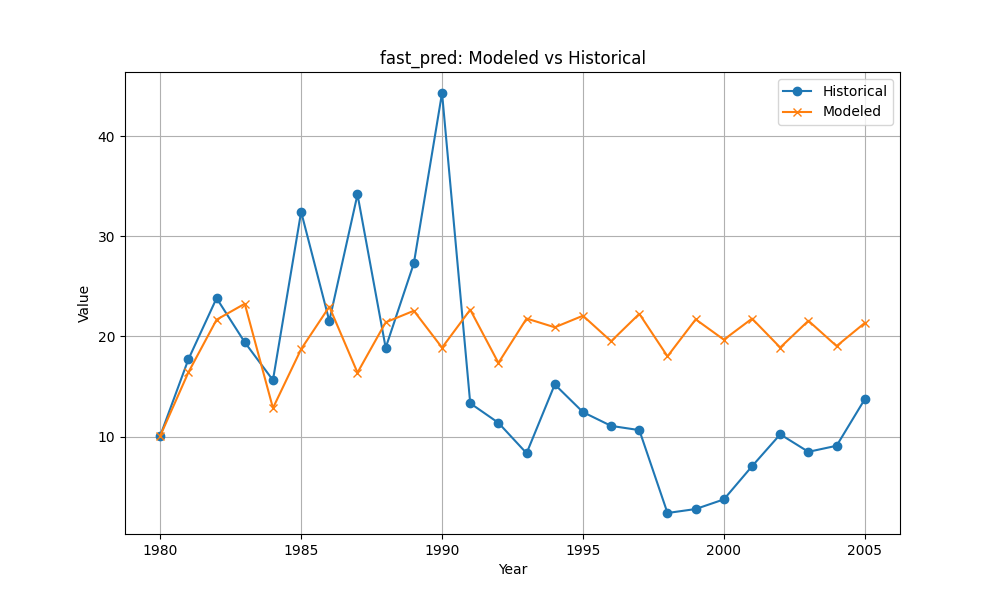 fast_pred: Modeled vs Historical
Historical
Modeled
Value
40
30
20
10
1980 1985 1990 1995 2000 2005
Year